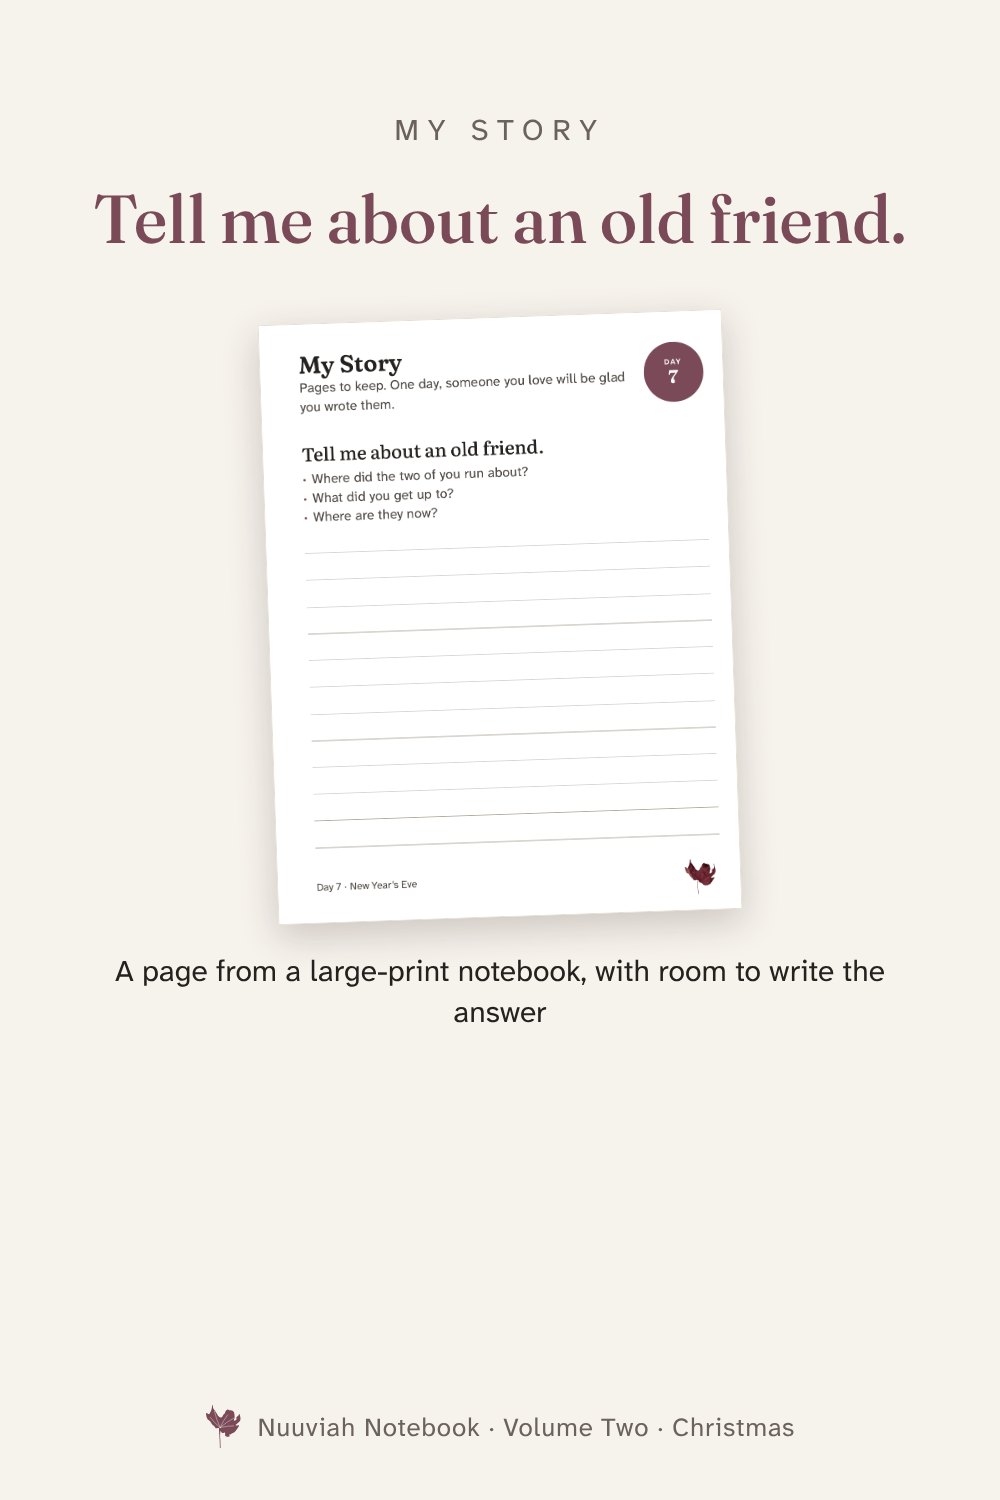 MY STORY
Tell me about an old friend.
My Story
Pages to keep. One day, someone you love will be glad
you wrote them.
DAY
7
Tell me about an old friend.
• Where did the two of you run about?
• What did you get up to?
• Where are they now?
Day 7 · New Year's Eve
A page from a large-print notebook, with room to write the
answer
Nuuviah Notebook · Volume Two · Christmas